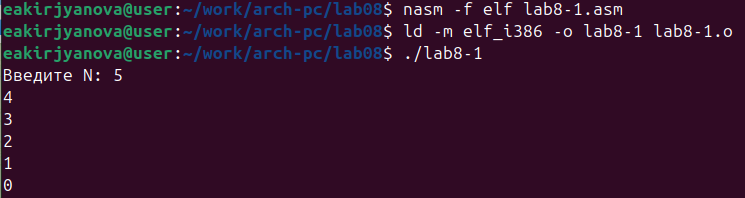 eakirjyanova@user:~/work/arch-pc/lab08$ nasm -f elf lab8-1.asm
eakirjyanova@user:~/work/arch-pc/lab08$ ld -m elf_i386 -o lab8-1 lab8-1.o
eakirjyanova@user:~/work/arch-pc/lab08$ ./lab8-1
Введите N: 5
4
3
2
1
0